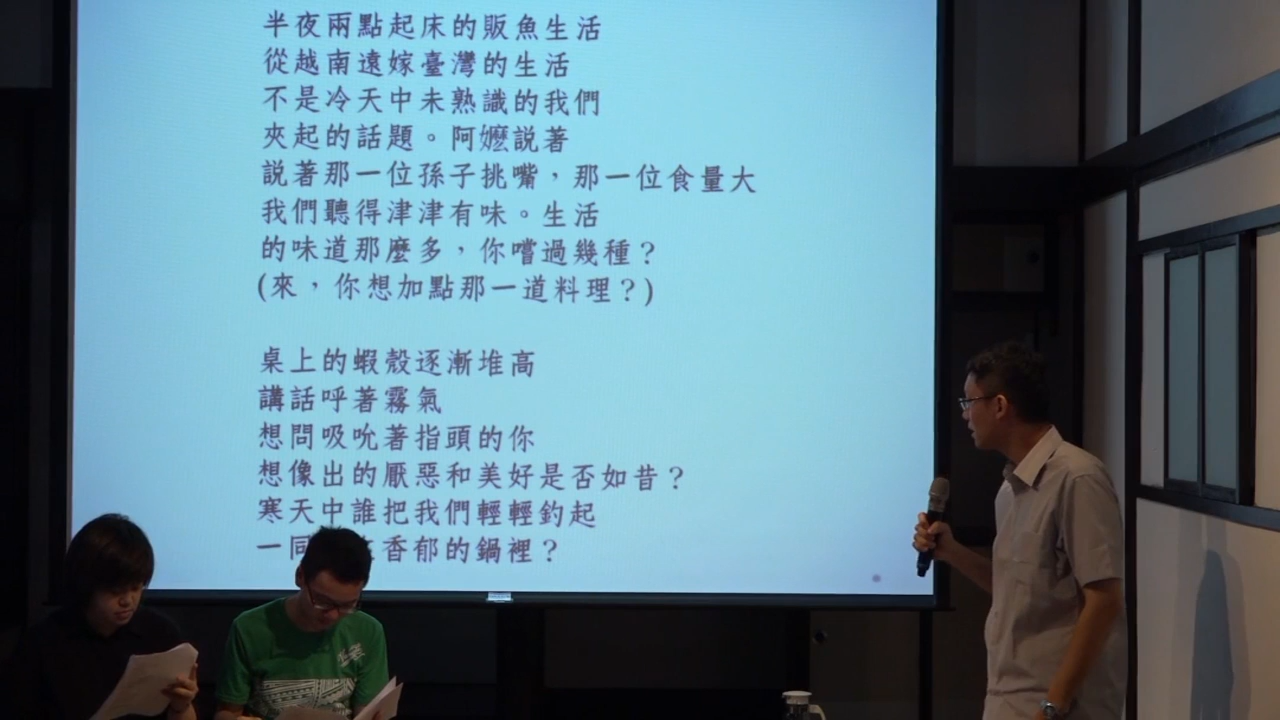 半夜兩點起床的販魚生活
從越南遠嫁臺灣的生活
不是冷天中未熟識的我們
夾起的話題。阿嬤說著
說著那一位孫子挑嘴，那一位食量大
我們聽得津津有味。生活
的味道那麼多，你嚐過幾種？
(來，你想加點那一道料理？)
桌上的蝦殼逐漸堆高
講話呼著霧氣
想問吸吮著指頭的你
想像出的厭惡和美好是否如昔？
寒天中誰把我們輕輕釣起
一同 香郁的鍋裡？